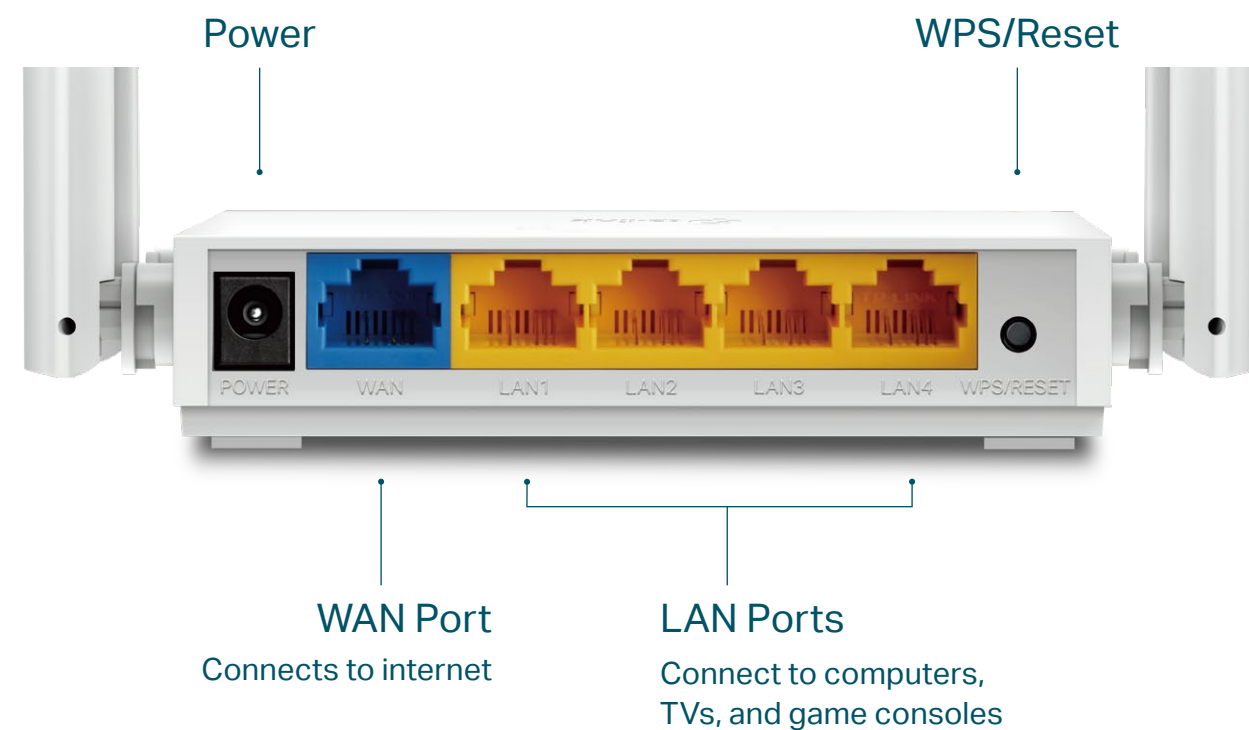 Power
WPS/Reset
POWER
WAN
LAN1
LAN2
LAN3
LAN4
WPS/RESET
WAN Port
Connects to internet
LAN Ports
Connect to computers,
TVs, and game consoles